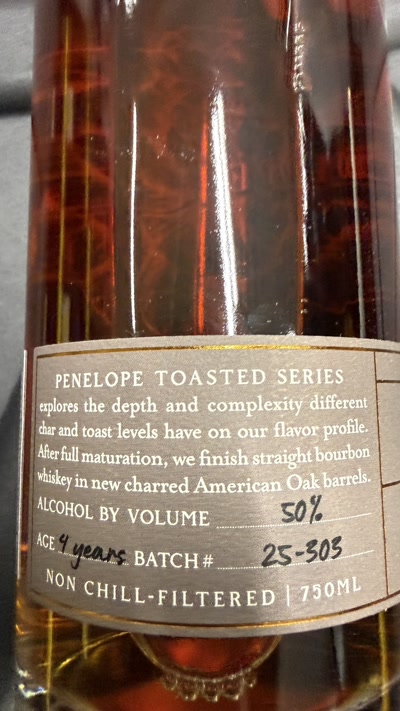 PENELOPE TOASTED SERIES
explores the depth and complexity different
char and toast levels have on our flavor profile.
After full maturation, we finish straight bourbon
whiskey in new charred American Oak barrels.
ALCOHOL BY VOLUME 50%
AGE 4 years BATCH # 25-303
NON CHILL-FILTERED | 750ML